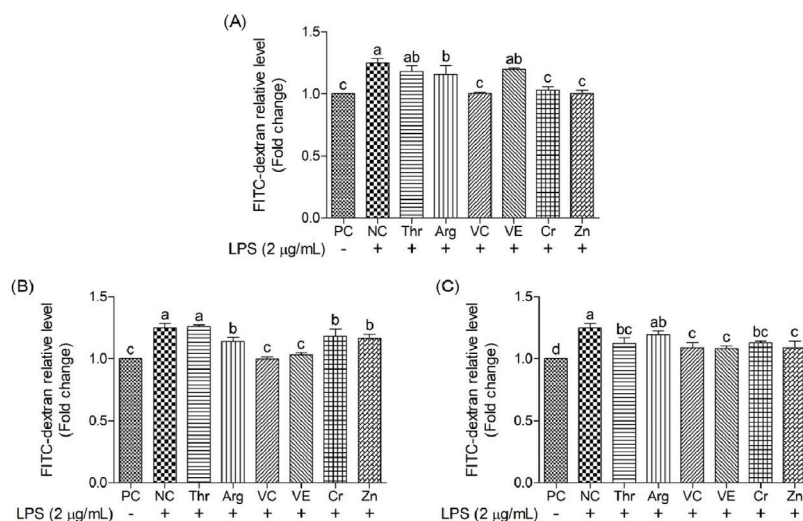 (A)
FITC-dextran relative level
(Fold change)
1.5
1.0
0.5
0.0
c a ab b c ab c c
PC NC Thr Arg VC VE Cr Zn
LPS (2 μg/mL) - + + + + + + +
(B)
FITC-dextran relative level
(Fold change)
1.5
1.0
0.5
0.0
c a a b c c b b
PC NC Thr Arg VC VE Cr Zn
LPS (2 μg/mL) - + + + + + + +
(C)
FITC-dextran relative level
(Fold change)
1.5
1.0
0.5
0.0
d a bc ab c c bc c
PC NC Thr Arg VC VE Cr Zn
LPS (2 μg/mL) - + + + + + + +